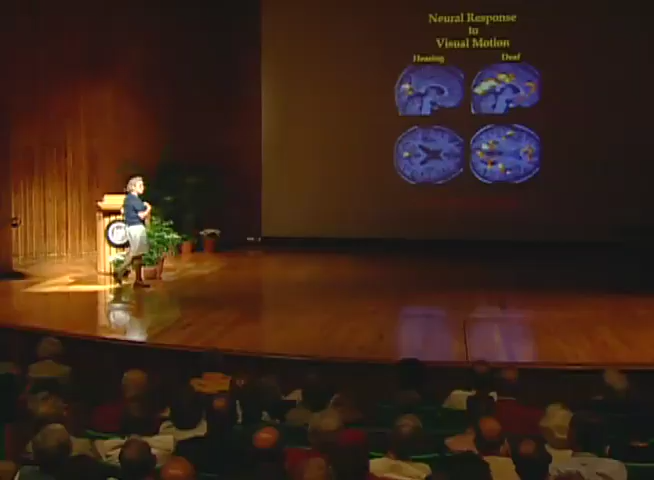 Neural Response
to
Visual Motion
Hearing Deaf